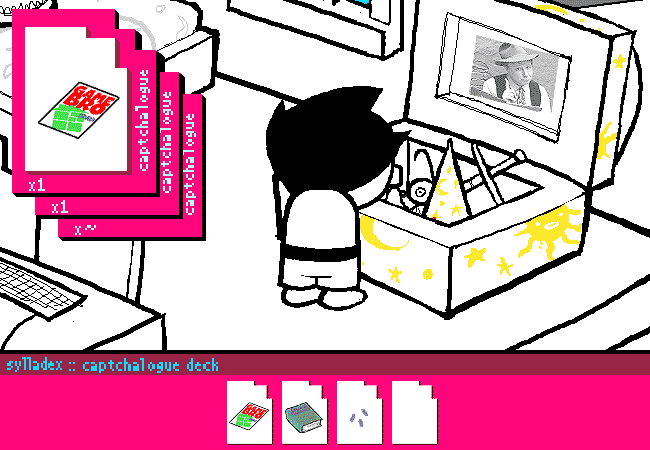 GAME
BRO
captchalogue
x1
captchalogue
x1
captchalogue
x~
sylladex :: captchalogue deck
GAME
BRO